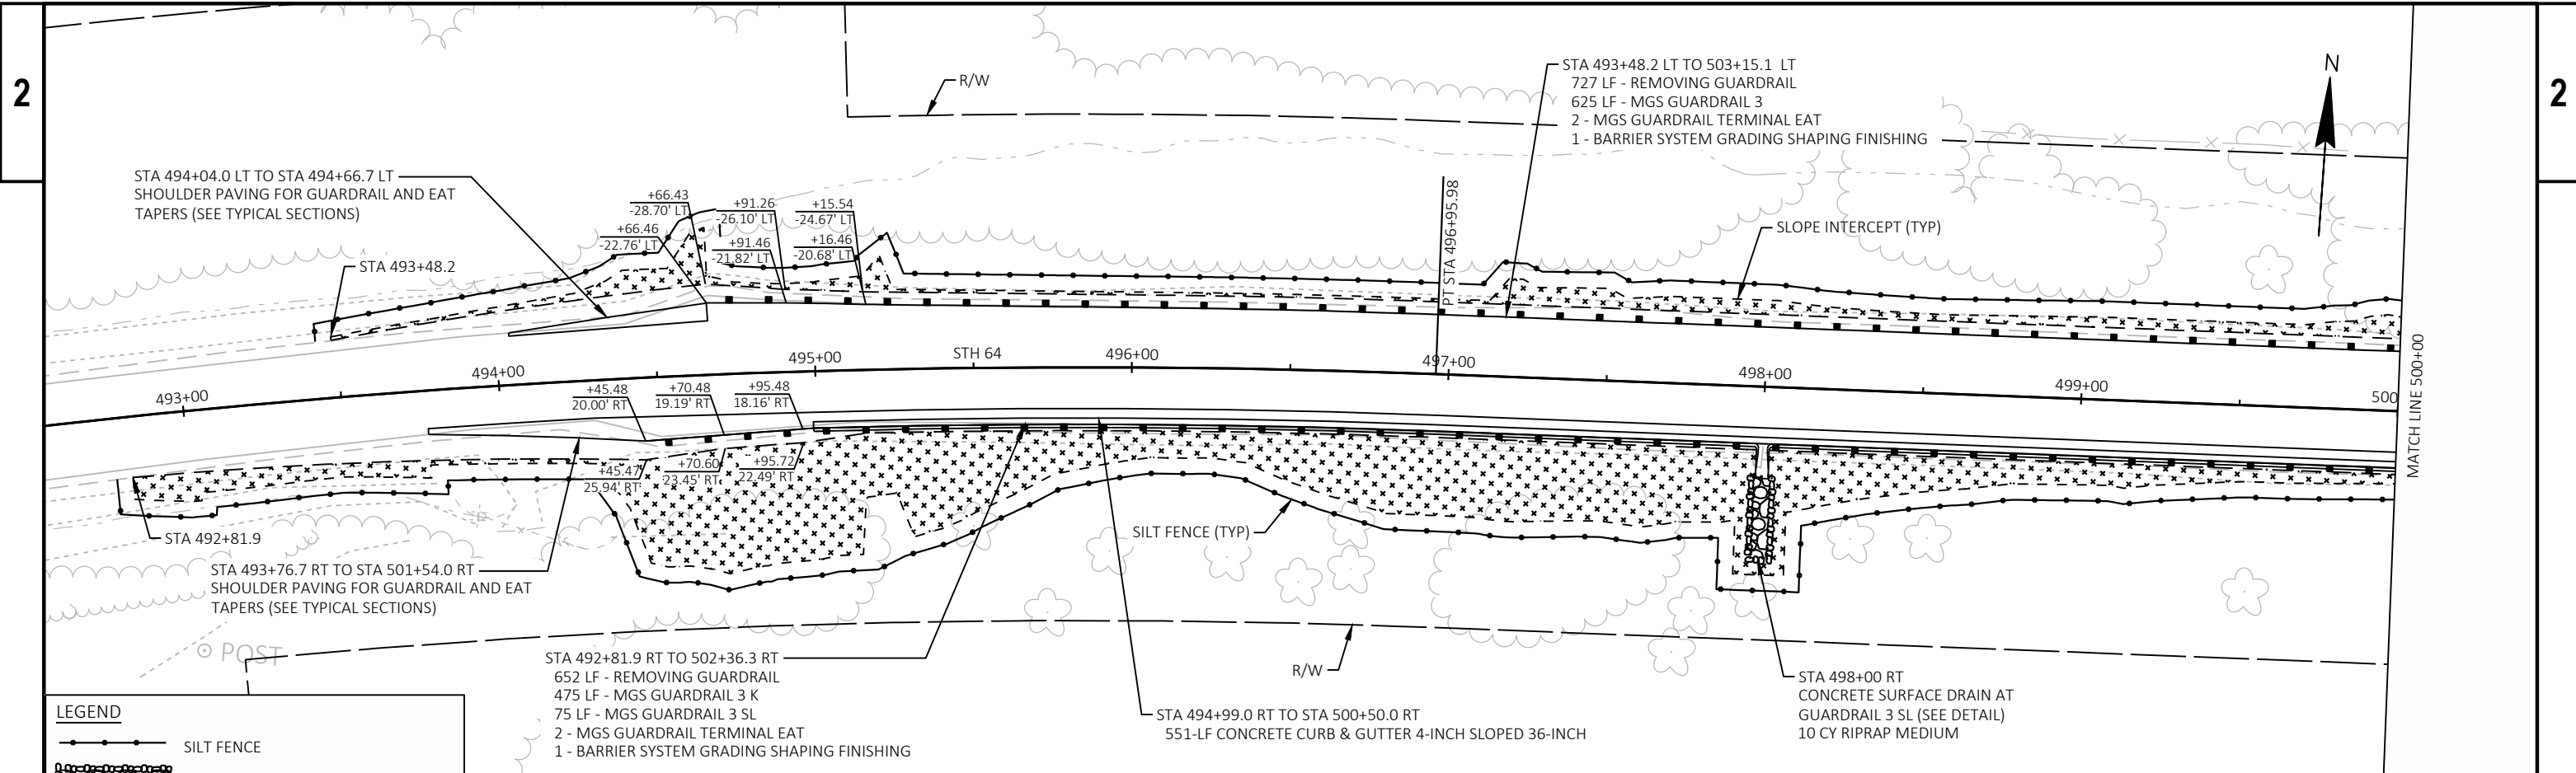 2
2
R/W
STA 493+48.2 LT TO 503+15.1 LT
727 LF - REMOVING GUARDRAIL
625 LF - MGS GUARDRAIL 3
2 - MGS GUARDRAIL TERMINAL EAT
1 - BARRIER SYSTEM GRADING SHAPING FINISHING
N
STA 494+04.0 LT TO STA 494+66.7 LT
SHOULDER PAVING FOR GUARDRAIL AND EAT
TAPERS (SEE TYPICAL SECTIONS)
+66.43
-28.70' LT
+91.26
-26.10' LT
+15.54
-24.67' LT
+66.46
-22.76' LT
+91.46
-21.82' LT
+16.46
-20.68' LT
PT STA 496+95.98
SLOPE INTERCEPT (TYP)
STA 493+48.2
493+00
494+00
495+00
STH 64
496+00
497+00
498+00
499+00
500
MATCH LINE 500+00
+45.48
20.00' RT
+70.48
19.19' RT
+95.48
18.16' RT
+45.47
25.94' RT
+70.60
23.45' RT
+95.72
22.49' RT
STA 492+81.9
SILT FENCE (TYP)
STA 493+76.7 RT TO STA 501+54.0 RT
SHOULDER PAVING FOR GUARDRAIL AND EAT
TAPERS (SEE TYPICAL SECTIONS)
POST
STA 492+81.9 RT TO 502+36.3 RT
652 LF - REMOVING GUARDRAIL
475 LF - MGS GUARDRAIL 3 K
75 LF - MGS GUARDRAIL 3 SL
2 - MGS GUARDRAIL TERMINAL EAT
1 - BARRIER SYSTEM GRADING SHAPING FINISHING
R/W
STA 494+99.0 RT TO STA 500+50.0 RT
551-LF CONCRETE CURB & GUTTER 4-INCH SLOPED 36-INCH
STA 498+00 RT
CONCRETE SURFACE DRAIN AT
GUARDRAIL 3 SL (SEE DETAIL)
10 CY RIPRAP MEDIUM
LEGEND
SILT FENCE